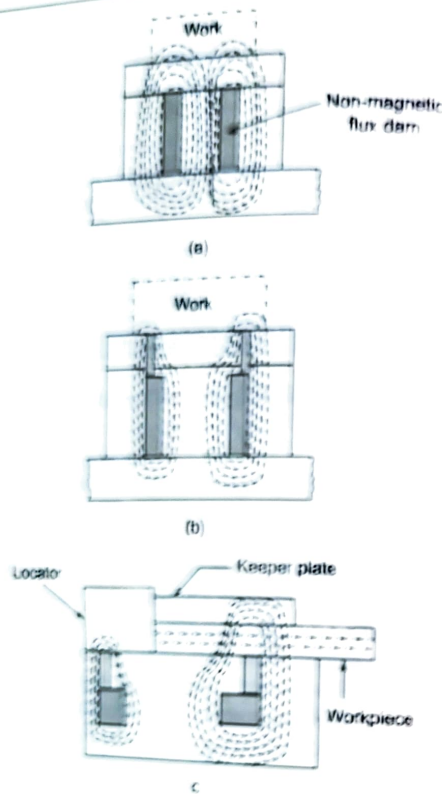 Work
Non-magnetic
flux dam
(a)
Work
(b)
Locator
Keeper plate
Workpiece
c